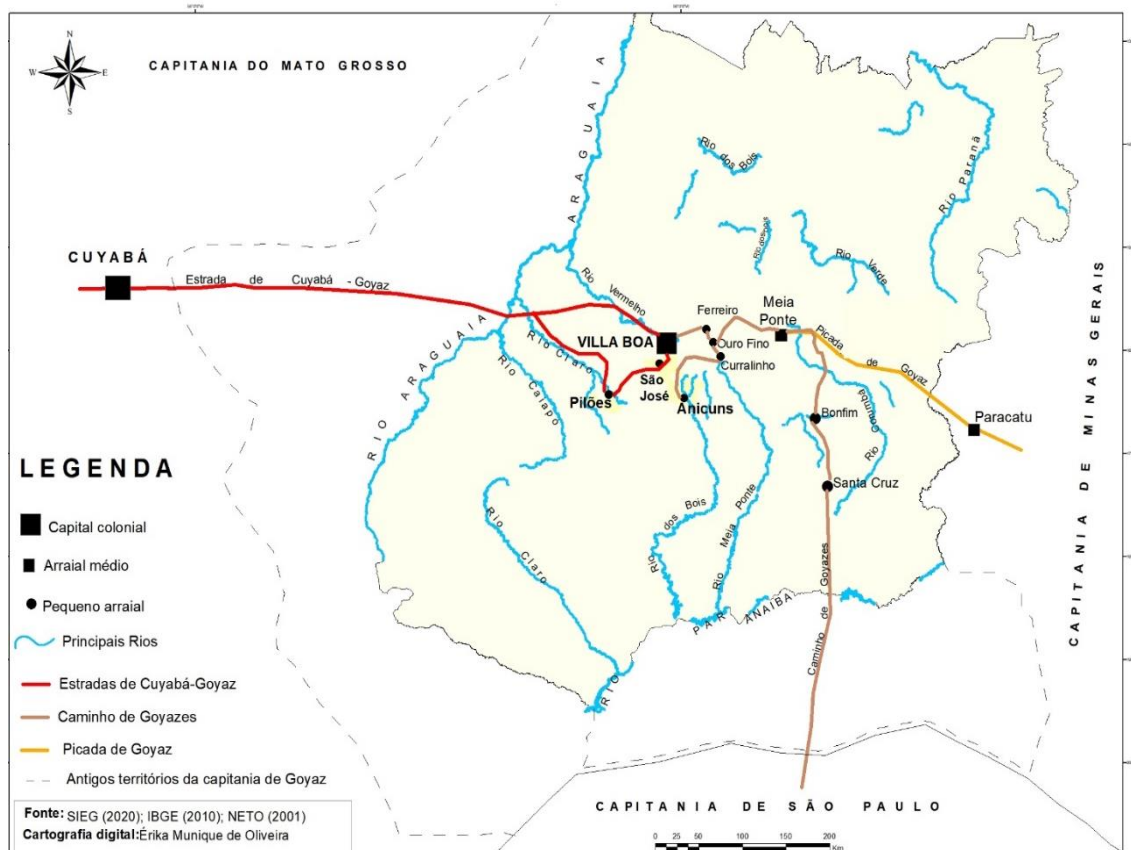 N
W
E
S
CAPITANIA DO MATO GROSSO
ARAGUAIA
Rio dos Bois
Rio Paranã
Rio dos bois
Rio Verde
CUYABÁ
Estrada de Cuyabá - Goyaz
Rio Vermelho
Ferreiro
Meia
Ponte
VILLA BOA
Ouro Fino
Curralinho
Picada de Goyaz
Rio Claro
São
José
Pilões
Anicuns
RIO ARAGUAIA
Rio Caiapó
Bonfim
Rio Corumba
Paracatu
Santa Cruz
CAPITANIA DE MINAS GERAIS
Rio Claro
Rio dos Bois
Rio Meia Ponte
Caminho de Goyazes
RIO PARANAIBA
LEGENDA
Capital colonial
Arraial médio
Pequeno arraial
Principais Rios
Estradas de Cuyabá-Goyaz
Caminho de Goyazes
Picada de Goyaz
Antigos territórios da capitania de Goyaz
Fonte: SIEG (2020); IBGE (2010); NETO (2001)
Cartografia digital:Érika Munique de Oliveira
CAPITANIA DE SÃO PAULO
0 25 50 100 150 200
Km